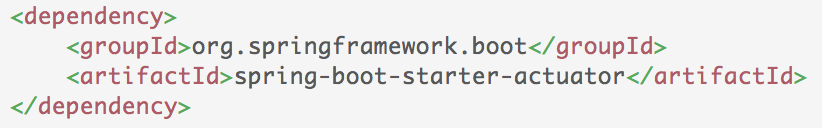 <dependency>
    <groupId>org.springframework.boot</groupId>
    <artifactId>spring-boot-starter-actuator</artifactId>
</dependency>